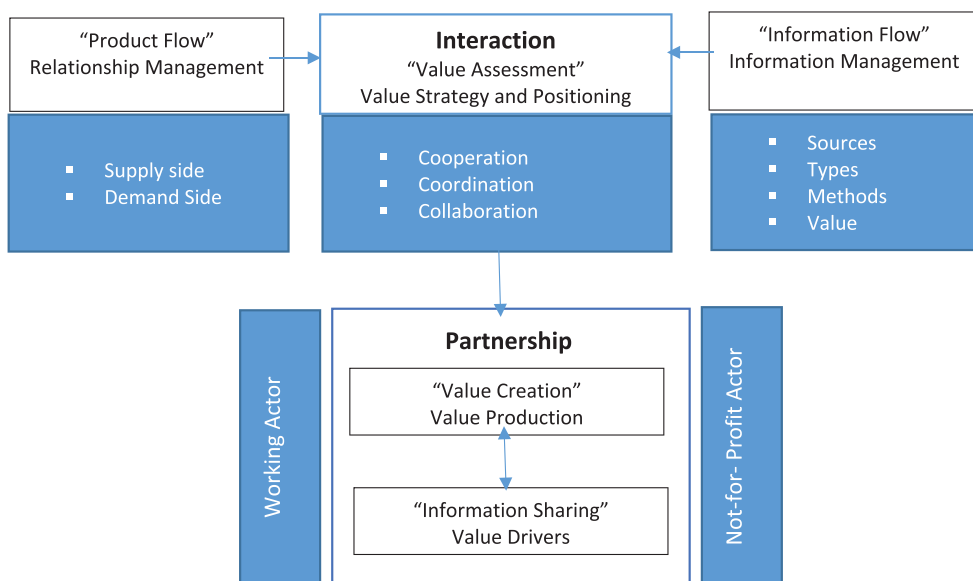 “Product Flow”
Relationship Management
▪ Supply side
▪ Demand Side
Interaction
“Value Assessment”
Value Strategy and Positioning
▪ Cooperation
▪ Coordination
▪ Collaboration
“Information Flow”
Information Management
▪ Sources
▪ Types
▪ Methods
▪ Value
Working Actor
Partnership
“Value Creation”
Value Production
“Information Sharing”
Value Drivers
Not-for- Profit Actor